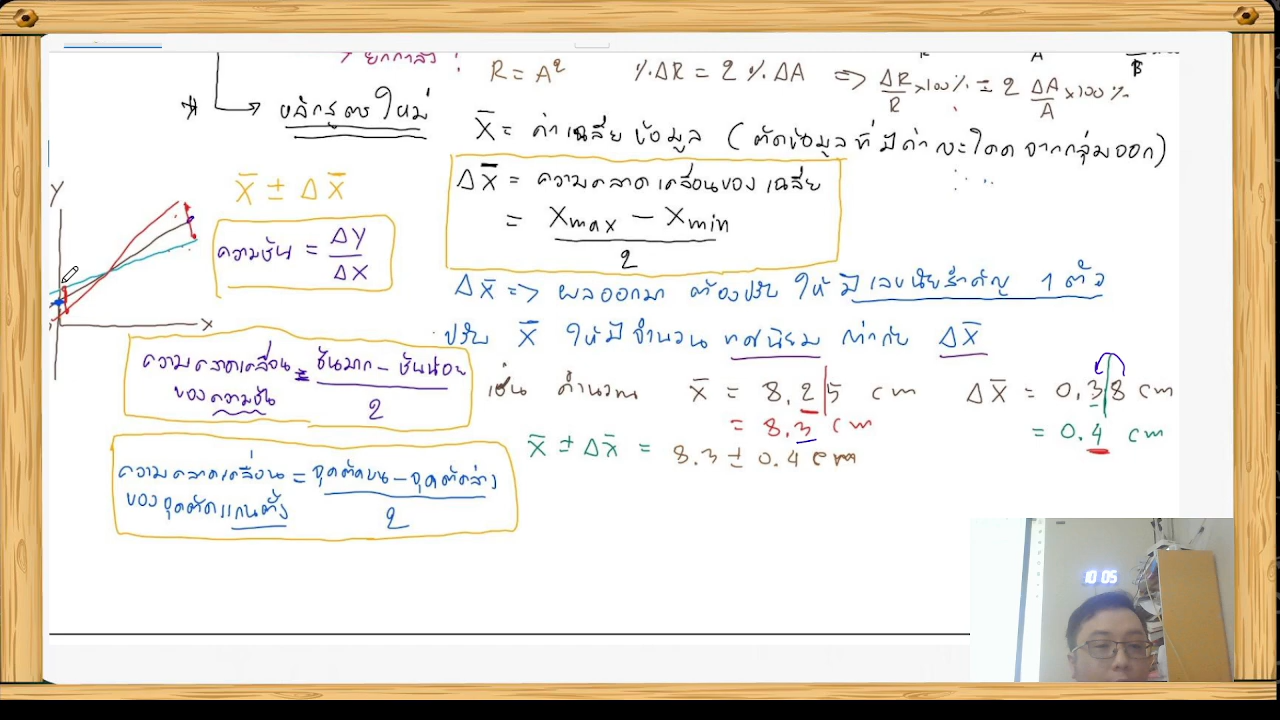 ยกกำลัง :
R = A² %ΔR = 2 %ΔA => ΔR/R ×100% = 2 ΔA/A ×100%
* หลักสูตรใหม่
X̄ = ค่าเฉลี่ย ข้อมูล (ตัดข้อมูลที่มีค่ากระโดดจากกลุ่มออก)
X̄ ± ΔX̄
ΔX̄ = ความคลาดเคลื่อนของเฉลี่ย
= (Xmax − Xmin)/2
Y
X
ความชัน = ΔY/ΔX
ΔX̄ => ผลออกมา ต้องปรับ ให้มีเลขนัยสำคัญ 1 ตัว
ปรับ X̄ ให้มีจำนวน ทศนิยม เท่ากับ ΔX̄
ความคลาดเคลื่อน = (ชันมาก − ชันน้อย)/2
ของความชัน
เช่น คำนวณ X̄ = 8.25 cm ΔX̄ = 0.38 cm
= 8.3 cm = 0.4 cm
X̄ ± ΔX̄ = 8.3 ± 0.4 cm
ความคลาดเคลื่อน = (จุดตัดบน − จุดตัดล่าง)/2
ของจุดตัดแกนตั้ง
10 05